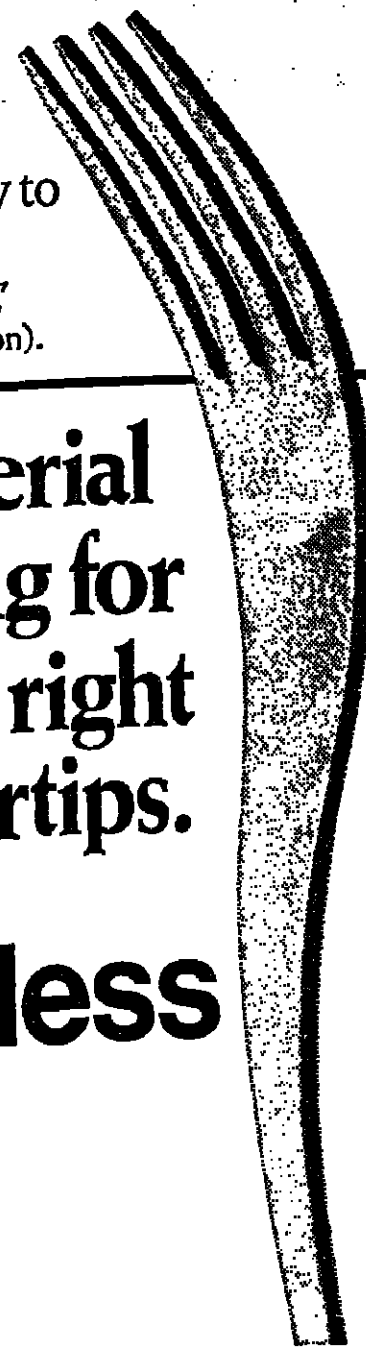 y to
,
on).
erial
g for
right
rtips.
less